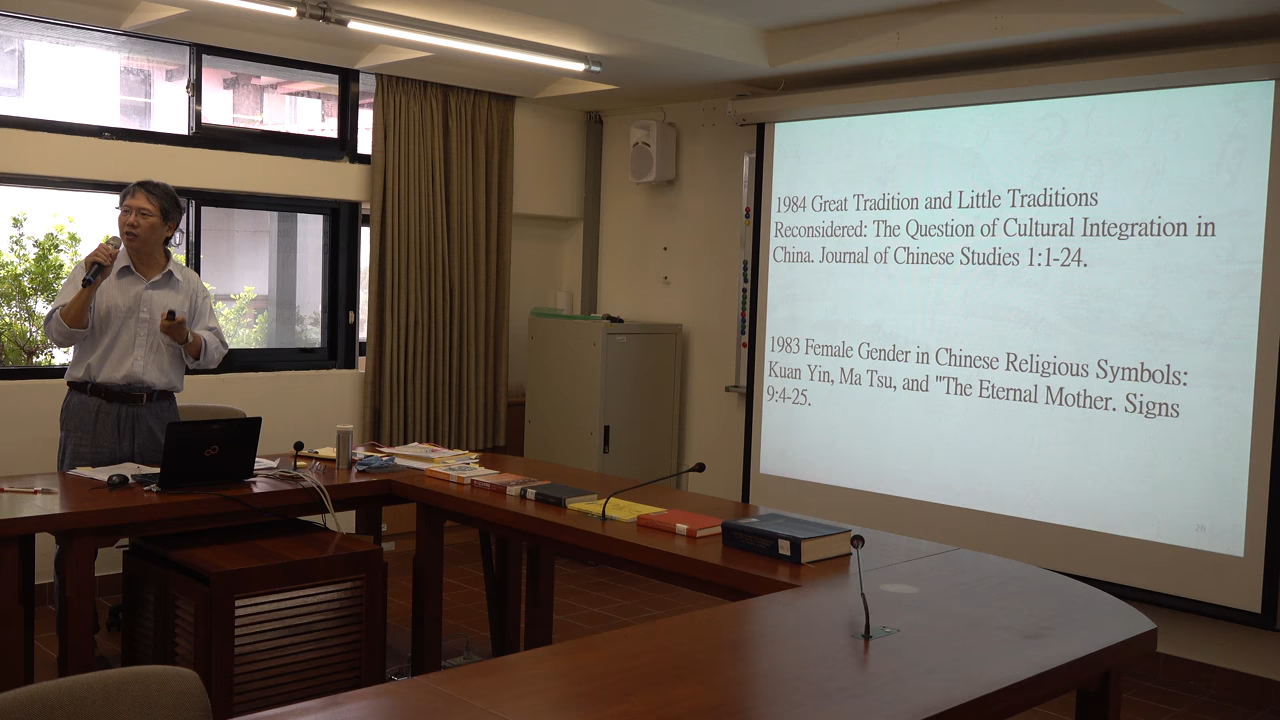 1984 Great Tradition and Little Traditions
Reconsidered: The Question of Cultural Integration in
China. Journal of Chinese Studies 1:1-24.
1983 Female Gender in Chinese Religious Symbols:
Kuan Yin, Ma Tsu, and "The Eternal Mother. Signs
9:4-25.